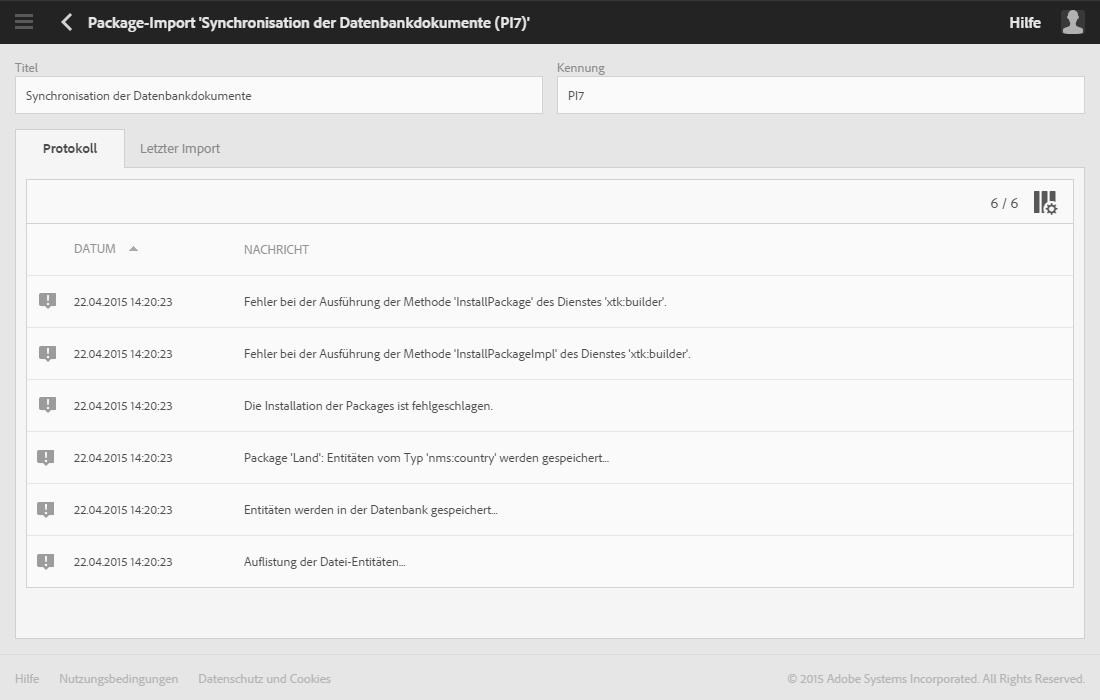 Package-Import 'Synchronisation der Datenbankdokumente (PI7)'
Hilfe
Titel
Kennung
Synchronisation der Datenbankdokumente
PI7
Protokoll
Letzter Import
6 / 6
DATUM
NACHRICHT
22.04.2015 14:20:23 Fehler bei der Ausführung der Methode 'InstallPackage' des Dienstes 'xtk:builder'.
22.04.2015 14:20:23 Fehler bei der Ausführung der Methode 'InstallPackageImpl' des Dienstes 'xtk:builder'.
22.04.2015 14:20:23 Die Installation der Packages ist fehlgeschlagen.
22.04.2015 14:20:23 Package 'Land': Entitäten vom Typ 'nms:country' werden gespeichert...
22.04.2015 14:20:23 Entitäten werden in der Datenbank gespeichert...
22.04.2015 14:20:23 Auflistung der Datei-Entitäten...
Hilfe Nutzungsbedingungen Datenschutz und Cookies © 2015 Adobe Systems Incorporated. All Rights Reserved.